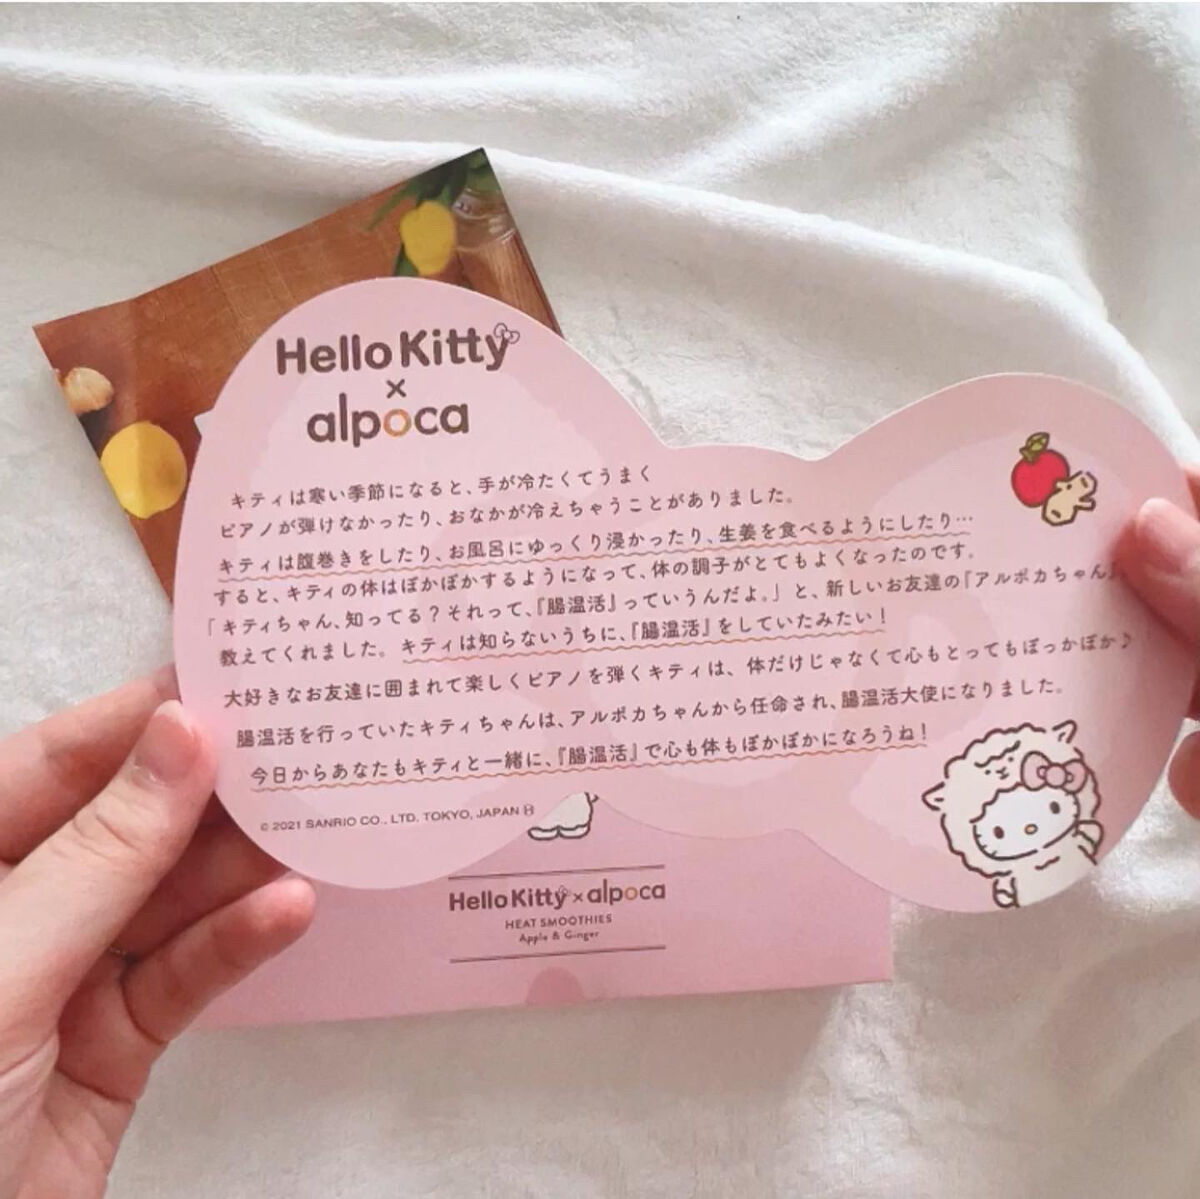 Hello Kitty
×
alpoca
キティは寒い季節になると、手が冷たくてうまく
ピアノが弾けなかったり、おなかが冷えちゃうことがありました。
キティは腹巻きをしたり、お風呂にゆっくり浸かったり、生姜を食べるようにしたり…
すると、キティの体はぽかぽかするようになって、体の調子がとてもよくなったのです。
「キティちゃん、知ってる？それって、『腸温活』っていうんだよ。」と、新しいお友達の『アルポカちゃん』
教えてくれました。キティは知らないうちに、『腸温活』をしていたみたい！
大好きなお友達に囲まれて楽しくピアノを弾くキティは、体だけじゃなくて心もとってもぽっかぽか♪
腸温活を行っていたキティちゃんは、アルポカちゃんから任命され、腸温活大使になりました。
今日からあなたもキティと一緒に、『腸温活』で心も体もぽかぽかになろうね！
© 2021 SANRIO CO., LTD. TOKYO, JAPAN Ⓗ
Hello Kitty × alpoca
HEAT SMOOTHIES
Apple & Ginger